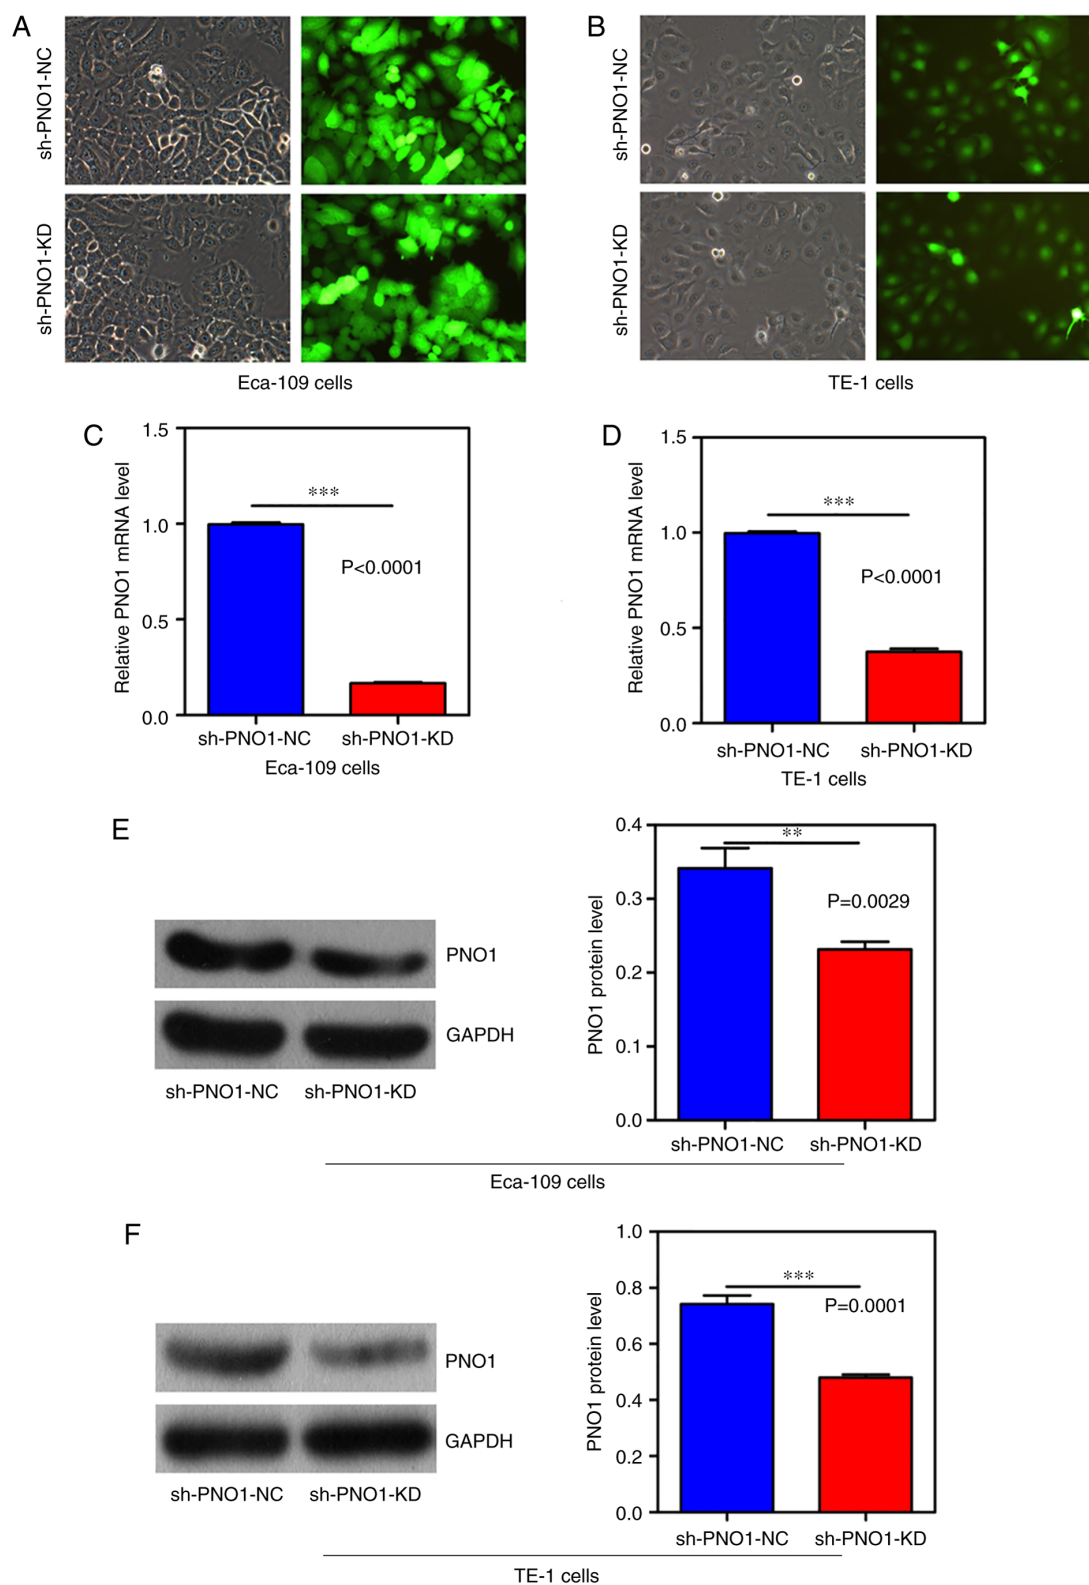 A
B
sh-PNO1-NC
sh-PNO1-NC
sh-PNO1-KD
sh-PNO1-KD
Eca-109 cells
TE-1 cells
C
Relative PNO1 mRNA level
1.5
1.0
0.5
0.0
***
P<0.0001
sh-PNO1-NC
sh-PNO1-KD
Eca-109 cells
D
Relative PNO1 mRNA level
1.5
1.0
0.5
0.0
***
P<0.0001
sh-PNO1-NC
sh-PNO1-KD
TE-1 cells
E
PNO1
GAPDH
sh-PNO1-NC
sh-PNO1-KD
PNO1 protein level
0.4
0.3
0.2
0.1
0.0
**
P=0.0029
sh-PNO1-NC
sh-PNO1-KD
Eca-109 cells
F
PNO1
GAPDH
sh-PNO1-NC
sh-PNO1-KD
PNO1 protein level
1.0
0.8
0.6
0.4
0.2
0.0
***
P=0.0001
sh-PNO1-NC
sh-PNO1-KD
TE-1 cells